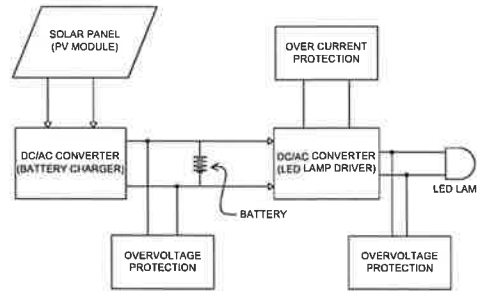 SOLAR PANEL
(PV MODULE)
OVER CURRENT
PROTECTION
DC/AC CONVERTER
(BATTERY CHARGER)
DC/AC CONVERTER
(LED LAMP DRIVER)
LED LAM
BATTERY
OVERVOLTAGE
PROTECTION
OVERVOLTAGE
PROTECTION